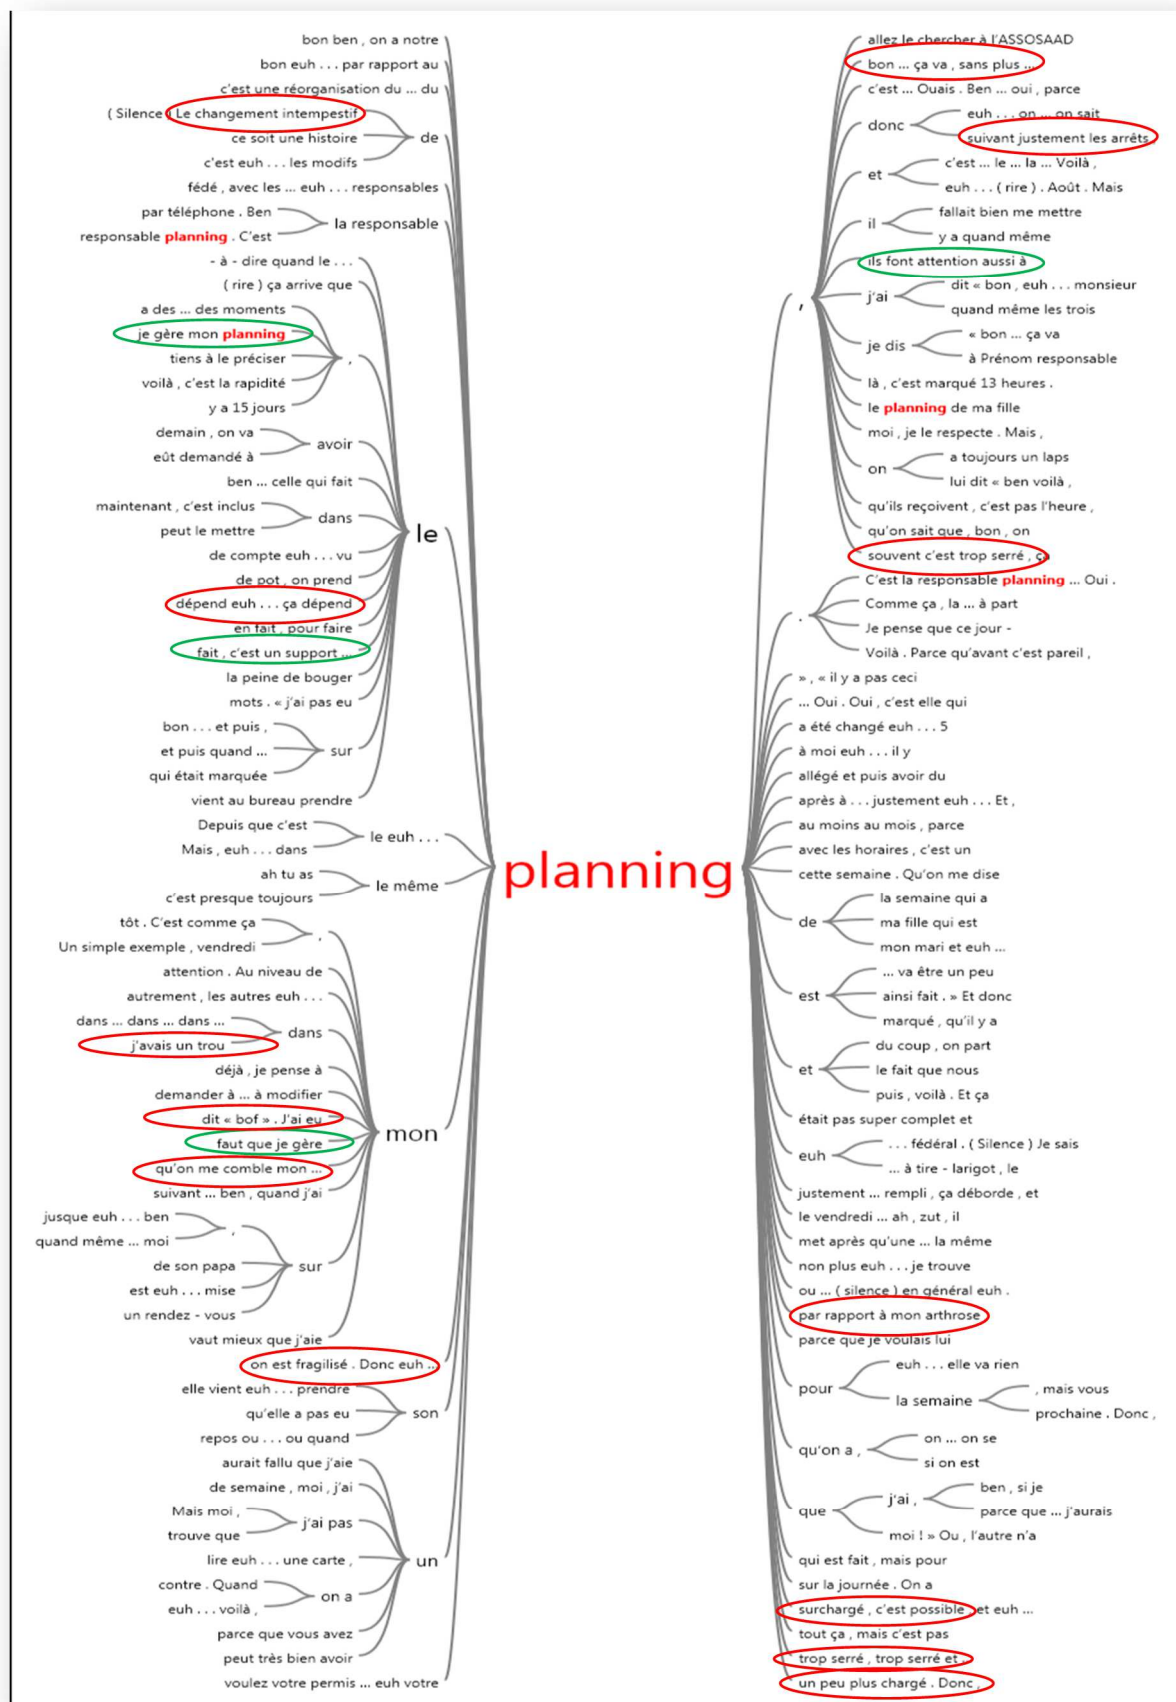 bon ben , on a notre
bon euh . . . par rapport au
c'est une réorganisation du ... du
( Silence ) Le changement intempestif
ce soit une histoire
c'est euh . . . les modifs
de
fédé , avec les ... euh . . . responsables
par téléphone . Ben
responsable planning . C'est
la responsable
- à - dire quand le . . .
( rire ) ça arrive que
a des ... des moments
je gère mon planning
tiens à le préciser
voilà , c'est la rapidité
y a 15 jours
,
demain , on va
eût demandé à
avoir
ben ... celle qui fait
maintenant , c'est inclus
peut le mettre
dans
de compte euh . . . vu
de pot , on prend
dépend euh . . . ça dépend
en fait , pour faire
fait , c'est un support ...
la peine de bouger
mots . « j'ai pas eu
bon . . . et puis ,
et puis quand ...
qui était marquée
sur
vient au bureau prendre
le
Depuis que c'est
Mais , euh . . . dans
le euh . . .
ah tu as
c'est presque toujours
le même
tôt . C'est comme ça
Un simple exemple , vendredi
,
attention . Au niveau de
autrement , les autres euh . . .
dans ... dans ... dans ...
j'avais un trou
dans
déjà , je pense à
demander à ... à modifier
dit « bof » . J'ai eu
faut que je gère
qu'on me comble mon ...
suivant ... ben , quand j'ai
jusque euh . . . ben
quand même ... moi
,
de son papa
est euh . . . mise
un rendez - vous
sur
vaut mieux que j'aie
mon
on est fragilisé . Donc euh ...
elle vient euh . . . prendre
qu'elle a pas eu
repos ou . . . ou quand
son
aurait fallu que j'aie
de semaine , moi , j'ai
Mais moi ,
trouve que
j'ai pas
lire euh . . . une carte ,
contre . Quand
euh . . . voilà ,
on a
parce que vous avez
peut très bien avoir
un
voulez votre permis ... euh votre
planning
allez le chercher à l'ASSOSAAD
bon ... ça va , sans plus ...
c'est ... Ouais . Ben ... oui , parce
donc
euh . . . on ... on sait
suivant justement les arrêts
et
c'est ... le ... la ... Voilà ,
euh . . . ( rire ) . Août . Mais
il
fallait bien me mettre
y a quand même
ils font attention aussi à
,
j'ai
dit « bon , euh . . . monsieur
quand même les trois
je dis
« bon ... ça va
à Prénom responsable
là , c'est marqué 13 heures .
le planning de ma fille
moi , je le respecte . Mais ,
on
a toujours un laps
lui dit « ben voilà ,
qu'ils reçoivent , c'est pas l'heure ,
qu'on sait que , bon , on
souvent c'est trop serré , ça
.
C'est la responsable planning ... Oui .
Comme ça , la ... à part
Je pense que ce jour -
Voilà . Parce qu'avant c'est pareil ,
» , « il y a pas ceci
... Oui . Oui , c'est elle qui
a été changé euh . . . 5
à moi euh . . . il y
allégé et puis avoir du
après à . . . justement euh . . . Et ,
au moins au mois , parce
avec les horaires , c'est un
cette semaine . Qu'on me dise
de
la semaine qui a
ma fille qui est
mon mari et euh ...
est
... va être un peu
ainsi fait . » Et donc
marqué , qu'il y a
et
du coup , on part
le fait que nous
puis , voilà . Et ça
était pas super complet et
euh
. . . fédéral . ( Silence ) Je sais
... à tire - larigot , le
justement ... rempli , ça déborde , et
le vendredi ... ah , zut , il
met après qu'une ... la même
non plus euh . . . je trouve
ou ... ( silence ) en général euh .
par rapport à mon arthrose
parce que je voulais lui
pour
euh . . . elle va rien
la semaine
, mais vous
prochaine . Donc ,
qu'on a ,
on ... on se
si on est
que
j'ai ,
ben , si je
parce que ... j'aurais
moi ! » Ou , l'autre n'a
qui est fait , mais pour
sur la journée . On a
surchargé , c'est possible , et euh ...
tout ça , mais c'est pas
trop serré , trop serré et .
un peu plus chargé . Donc ,